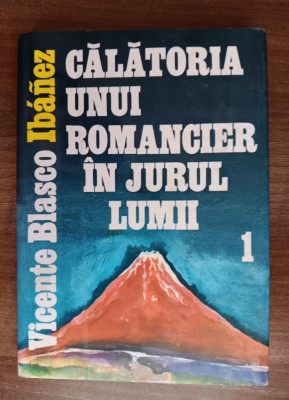 Vicente Blasco Ibáñez
CĂLĂTORIA
UNUI
ROMANCIER
ÎN JURUL
LUMII
1